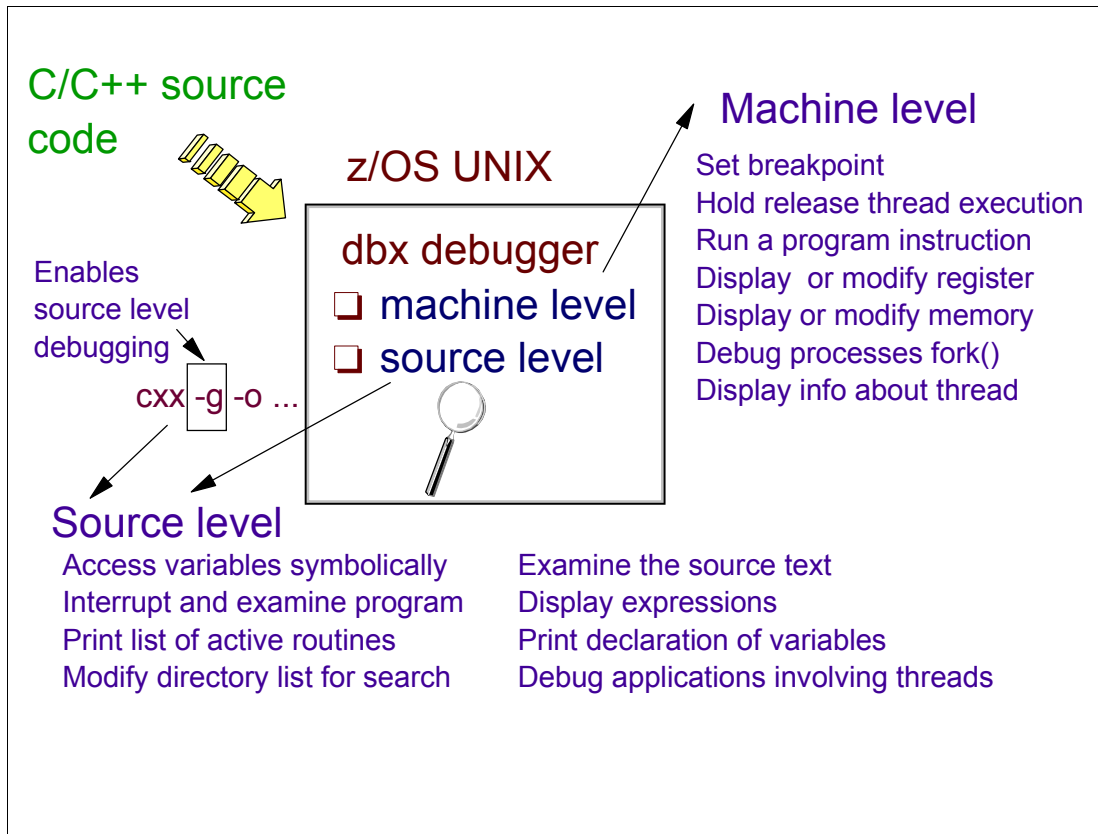 C/C++ source
code
z/OS UNIX
dbx debugger
machine level
source level
Enables
source level
debugging
cxx -g -o ...
Machine level
Set breakpoint
Hold release thread execution
Run a program instruction
Display or modify register
Display or modify memory
Debug processes fork()
Display info about thread
Source level
Access variables symbolically
Interrupt and examine program
Print list of active routines
Modify directory list for search
Examine the source text
Display expressions
Print declaration of variables
Debug applications involving threads